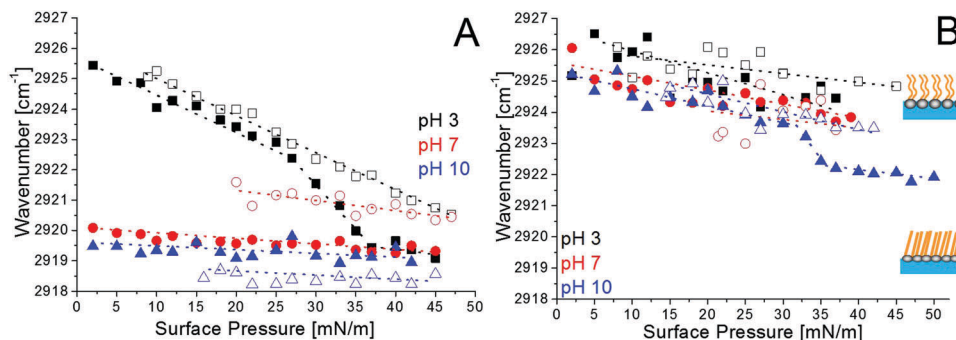 A
B
Wavenumber [cm⁻¹]
2927
2926
2925
2924
2923
2922
2921
2920
2919
2918
pH 3
pH 7
pH 10
0 5 10 15 20 25 30 35 40 45 50
Surface Pressure [mN/m]
Wavenumber [cm⁻¹]
2927
2926
2925
2924
2923
2922
2921
2920
2919
2918
pH 3
pH 7
pH 10
0 5 10 15 20 25 30 35 40 45 50
Surface Pressure [mN/m]